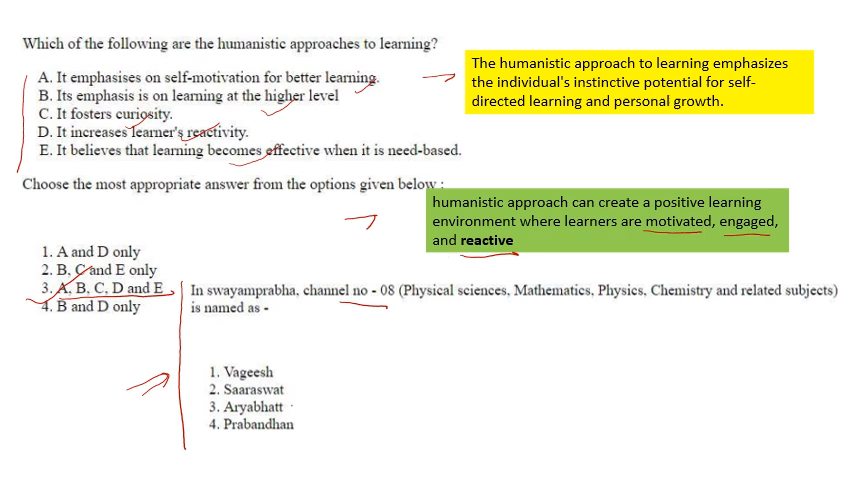 Which of the following are the humanistic approaches to learning?
A. It emphasises on self-motivation for better learning.
B. Its emphasis is on learning at the higher level
C. It fosters curiosity.
D. It increases learner's reactivity.
E. It believes that learning becomes effective when it is need-based.
Choose the most appropriate answer from the options given below :
1. A and D only
2. B, C and E only
3. A, B, C, D and E
4. B and D only
The humanistic approach to learning emphasizes
the individual's instinctive potential for self-
directed learning and personal growth.
humanistic approach can create a positive learning
environment where learners are motivated, engaged,
and reactive
In swayamprabha, channel no - 08 (Physical sciences, Mathematics, Physics, Chemistry and related subjects)
is named as -
1. Vageesh
2. Saaraswat
3. Aryabhatt
4. Prabandhan